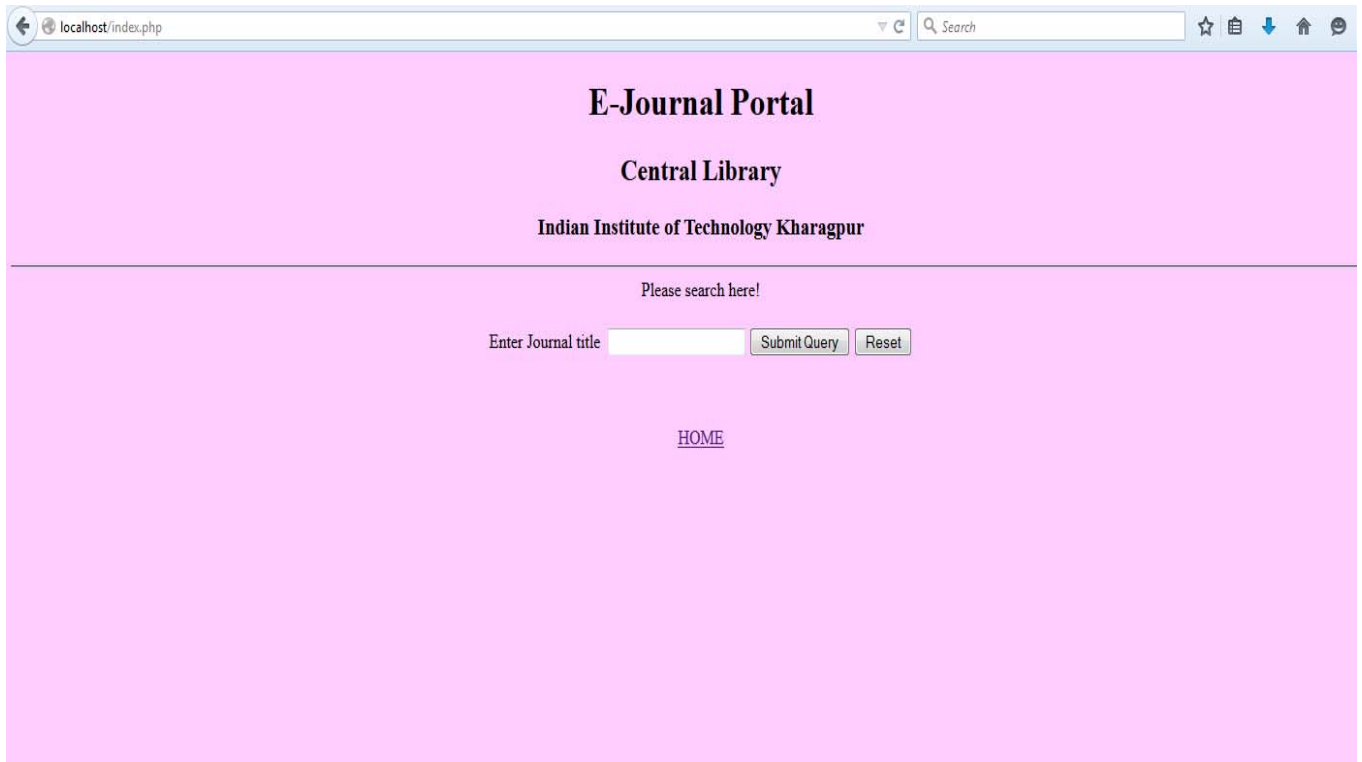 localhost/index.php Search
E-Journal Portal
Central Library
Indian Institute of Technology Kharagpur
Please search here!
Enter Journal title Submit Query Reset
HOME